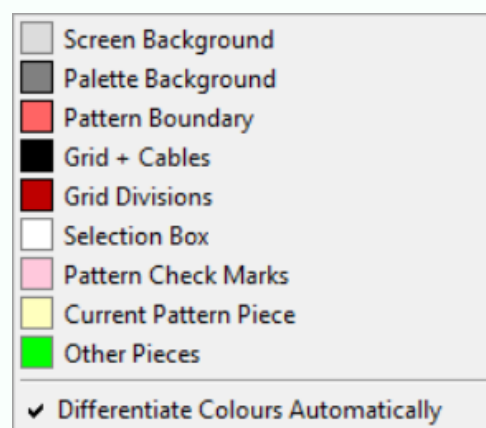 Screen Background
Palette Background
Pattern Boundary
Grid + Cables
Grid Divisions
Selection Box
Pattern Check Marks
Current Pattern Piece
Other Pieces
Differentiate Colours Automatically